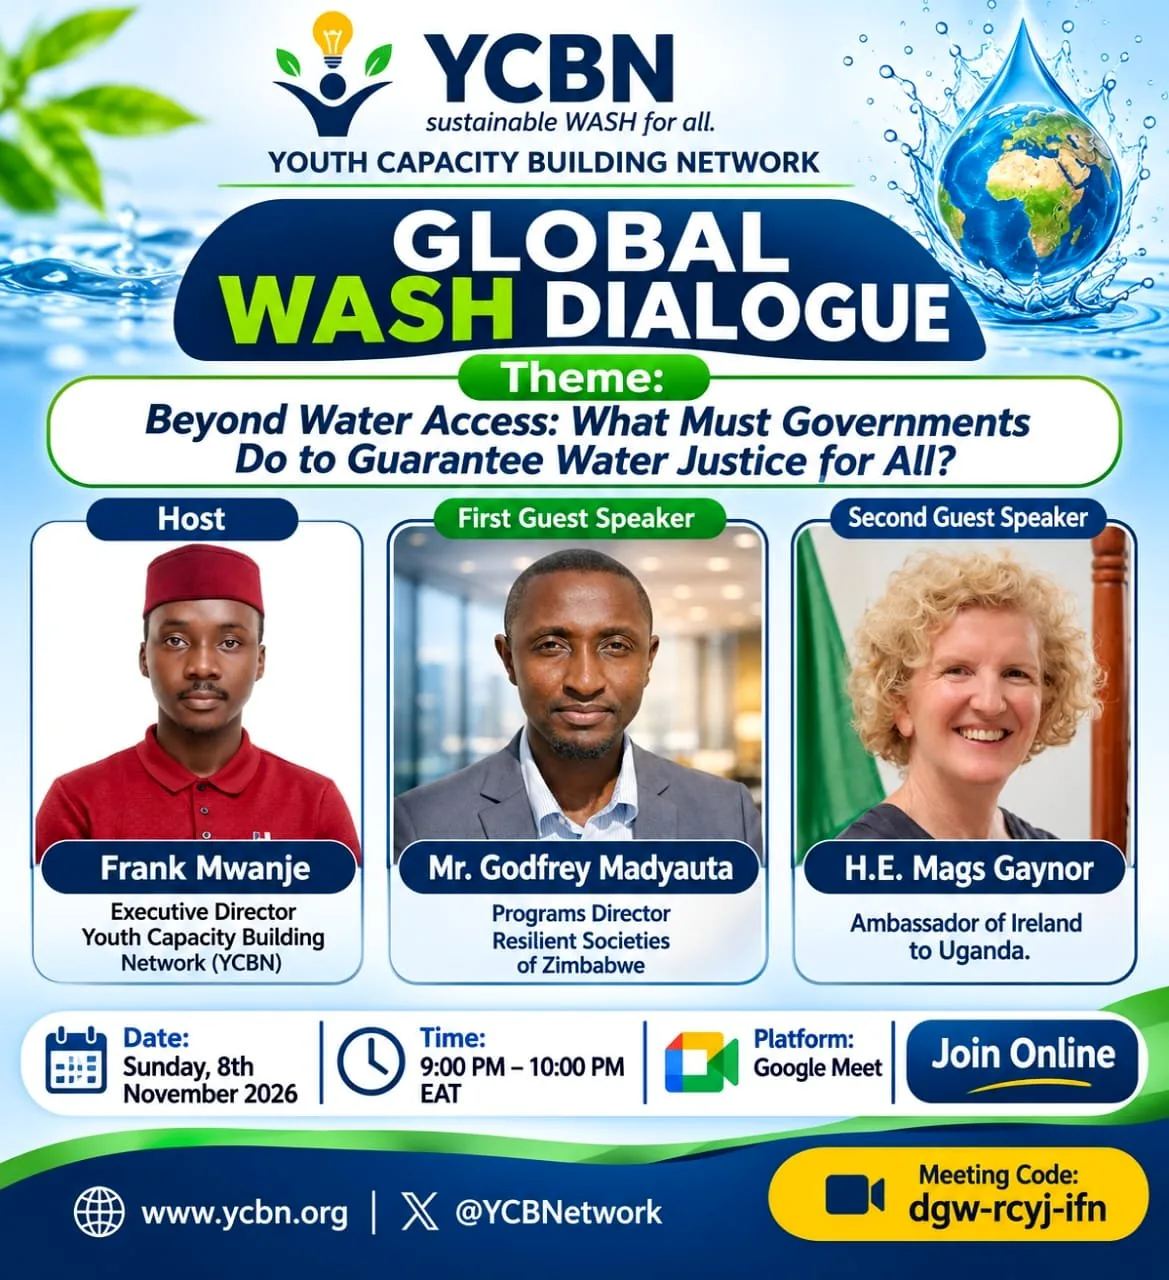 YCBN
sustainable WASH for all.
YOUTH CAPACITY BUILDING NETWORK
GLOBAL
WASH DIALOGUE
Theme:
Beyond Water Access: What Must Governments
Do to Guarantee Water Justice for All?
Host
Frank Mwanje
Executive Director
Youth Capacity Building
Network (YCBN)
First Guest Speaker
Mr. Godfrey Madyauta
Programs Director
Resilient Societies
of Zimbabwe
Second Guest Speaker
H.E. Mags Gaynor
Ambassador of Ireland
to Uganda.
Date:
Sunday, 8th
November 2026
Time:
9:00 PM – 10:00 PM
EAT
Platform:
Google Meet
Join Online
www.ycbn.org
@YCBNetwork
Meeting Code:
dgw-rcyj-ifn